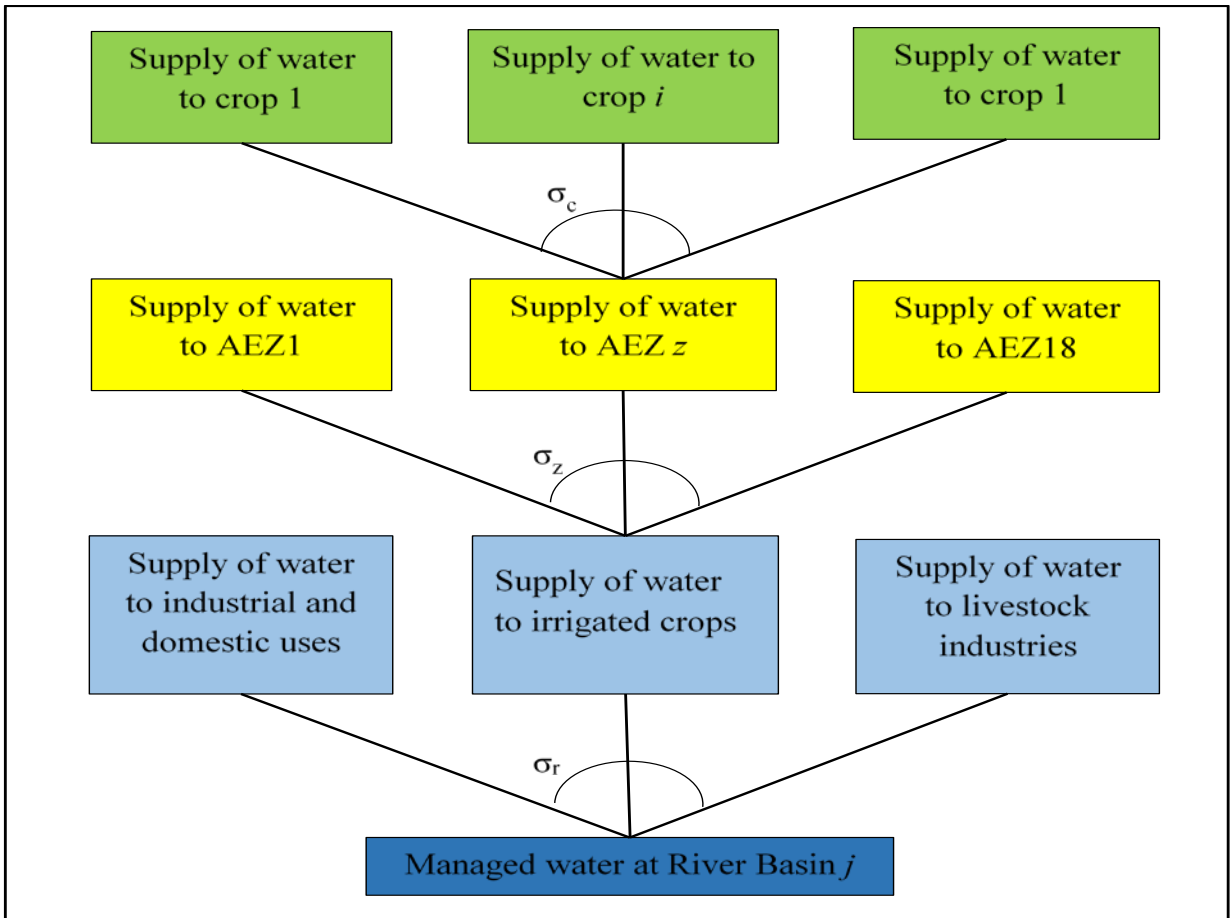 Supply of water
to crop 1
Supply of water to
crop i
Supply of water
to crop 1
σc
Supply of water
to AEZ1
Supply of water
to AEZ z
Supply of water
to AEZ18
σz
Supply of water
to industrial and
domestic uses
Supply of water
to irrigated crops
Supply of water
to livestock
industries
σr
Managed water at River Basin j